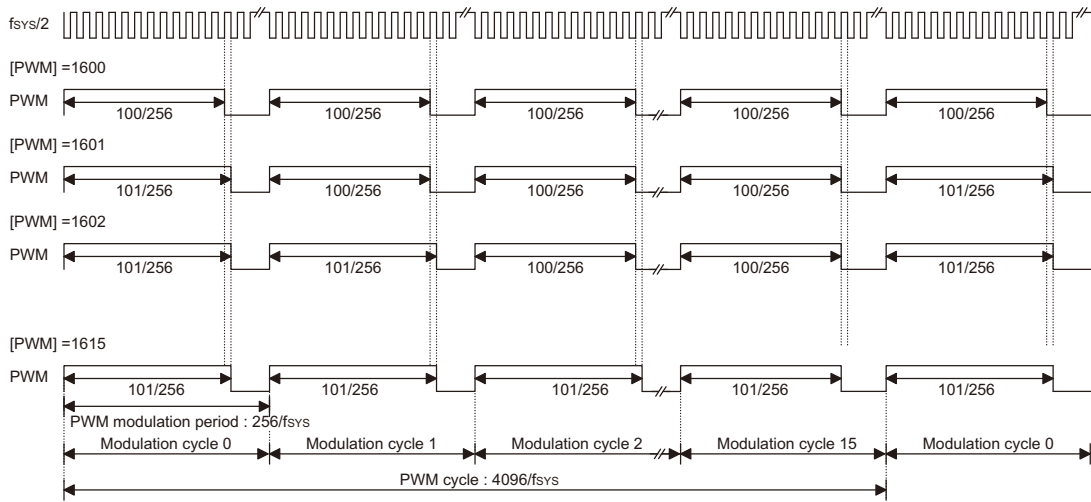 fSYS/2
[PWM] =1600
PWM
100/256 100/256 100/256 100/256 100/256
[PWM] =1601
PWM
101/256 100/256 100/256 100/256 101/256
[PWM] =1602
PWM
101/256 101/256 100/256 100/256 101/256
[PWM] =1615
PWM
101/256 101/256 101/256 101/256 101/256
PWM modulation period : 256/fSYS
Modulation cycle 0 Modulation cycle 1 Modulation cycle 2 Modulation cycle 15 Modulation cycle 0
PWM cycle : 4096/fSYS